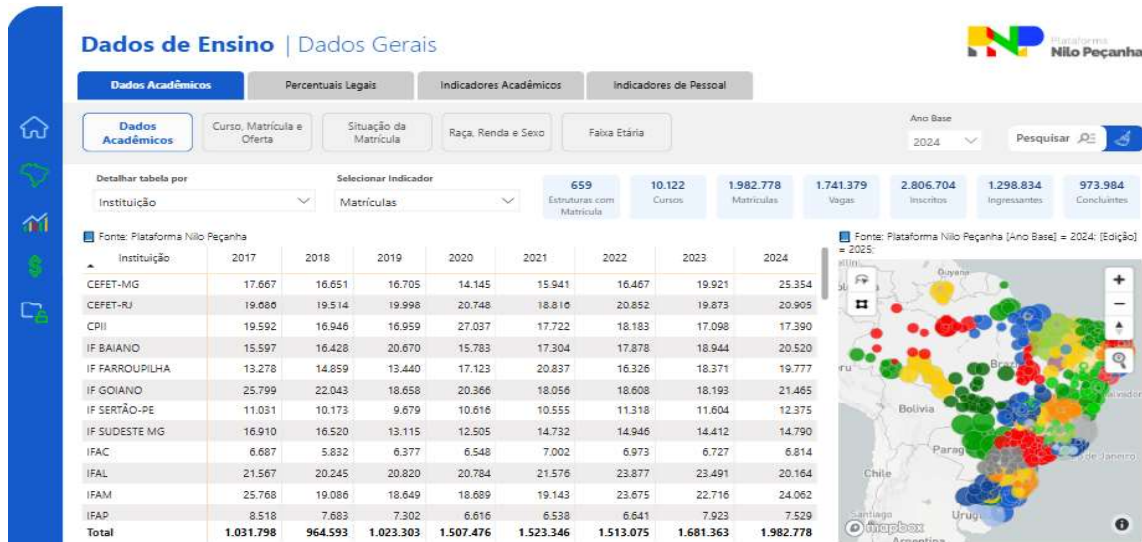 Dados de Ensino | Dados Gerais
Plataforma
Nilo Peçanha
Dados Acadêmicos Percentuais Legais Indicadores Acadêmicos Indicadores de Pessoal
Dados Acadêmicos
Curso, Matrícula e Oferta
Situação da Matrícula
Raça, Renda e Sexo
Faixa Etária
Ano Base
2024
Pesquisar
Detalhar tabela por
Instituição
Selecionar Indicador
Matrículas
659
Estruturas com Matrícula
10.122
Cursos
1.982.778
Matrículas
1.741.379
Vagas
2.806.704
Inscritos
1.298.834
Ingressantes
973.984
Concluintes
Fonte: Plataforma Nilo Peçanha
Instituição 2017 2018 2019 2020 2021 2022 2023 2024
CEFET-MG 17.667 16.651 16.705 14.145 15.941 16.467 19.921 25.354
CEFET-RJ 19.686 19.514 19.998 20.748 18.816 20.852 19.873 20.905
CPII 19.592 16.946 16.959 27.037 17.722 18.183 17.098 17.390
IF BAIANO 15.597 16.428 20.670 15.783 17.304 17.878 18.944 20.520
IF FARROUPILHA 13.278 14.859 13.440 17.123 20.837 16.326 18.371 19.777
IF GOIANO 25.799 22.043 18.658 20.366 18.056 18.608 18.193 21.465
IF SERTÃO-PE 11.031 10.173 9.679 10.616 10.555 11.318 11.604 12.375
IF SUDESTE MG 16.910 16.520 13.115 12.505 14.732 14.946 14.412 14.790
IFAC 6.687 5.832 6.377 6.548 7.002 6.973 6.727 6.814
IFAL 21.567 20.245 20.820 20.784 21.576 23.877 23.491 20.164
IFAM 25.768 19.086 18.649 18.689 19.143 23.675 22.716 24.062
IFAP 8.518 7.683 7.302 6.616 6.538 6.641 7.923 7.529
Total 1.031.798 964.593 1.023.303 1.507.476 1.523.346 1.513.075 1.681.363 1.982.778
Fonte: Plataforma Nilo Peçanha [Ano Base] = 2024; [Edição]
= 2025;
Guyana
Brazil
Bolivia
Parag
Chile
Rio de Janeiro
Santiago
Urugu
Argentina
mapbox